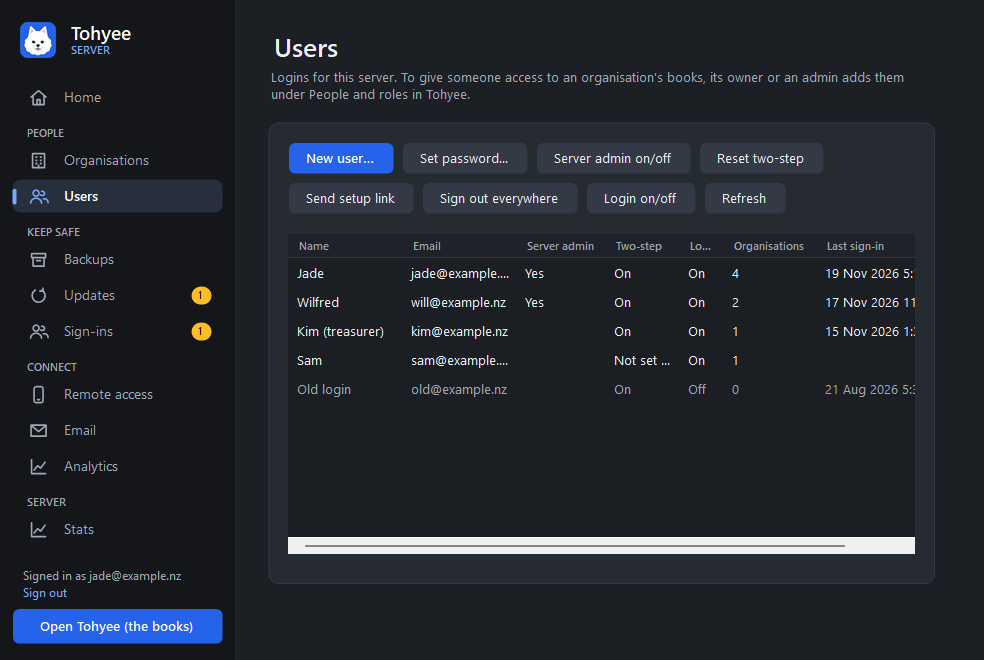 Tohyee
SERVER
Home
PEOPLE
Organisations
Users
KEEP SAFE
Backups
Updates 1
Sign-ins 1
CONNECT
Remote access
Email
Analytics
SERVER
Stats
Signed in as jade@example.nz
Sign out
Open Tohyee (the books)
Users
Logins for this server. To give someone access to an organisation's books, its owner or an admin adds them
under People and roles in Tohyee.
New user... Set password... Server admin on/off Reset two-step
Send setup link Sign out everywhere Login on/off Refresh
Name Email Server admin Two-step Lo... Organisations Last sign-in
Jade jade@example.... Yes On On 4 19 Nov 2026 5:
Wilfred will@example.nz Yes On On 2 17 Nov 2026 11
Kim (treasurer) kim@example.nz On On 1 15 Nov 2026 1:
Sam sam@example.... Not set ... On 1
Old login old@example.nz On Off 0 21 Aug 2026 5: